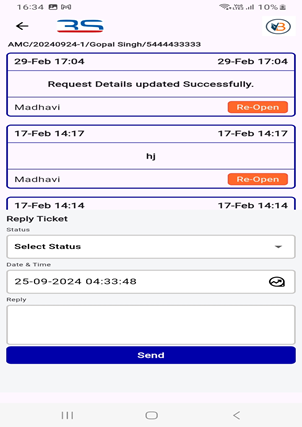 16:34 10%
BS
AMC/20240924-1/Gopal Singh/5444433333
29-Feb 17:04 29-Feb 17:04
Request Details updated Successfully.
Madhavi Re-Open
17-Feb 14:17 17-Feb 14:17
hj
Madhavi Re-Open
17-Feb 14:14 17-Feb 14:14
Reply Ticket
Status
Select Status
Date & Time
25-09-2024 04:33:48
Reply
Send